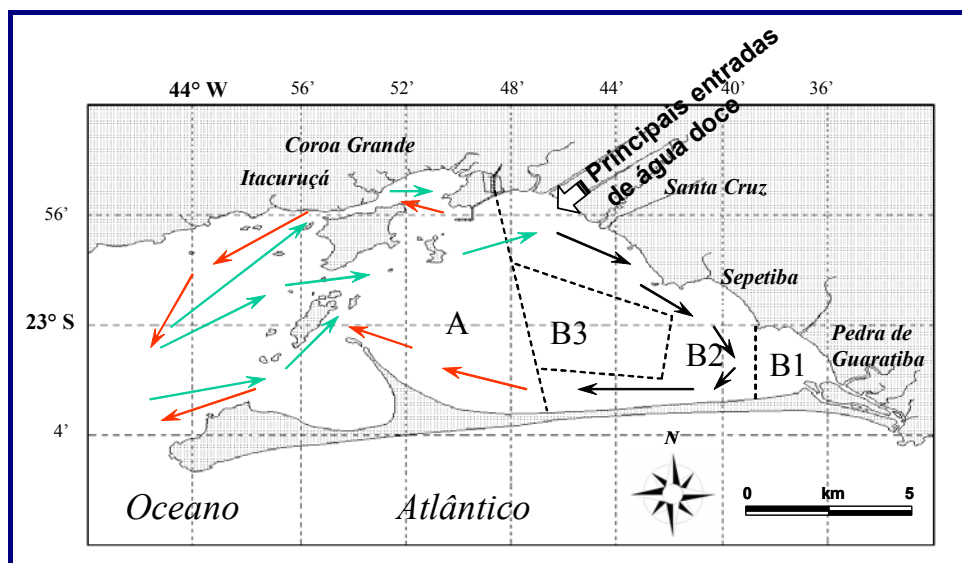 44° W
56’
52’
48’
44’
40’
36’
Principais entradas
de água doce
Coroa Grande
Itacuruçá
Santa Cruz
56’
Sepetiba
23° S
A
B3
B2
B1
Pedra de
Guaratiba
4’
N
Oceano Atlântico
0 km 5